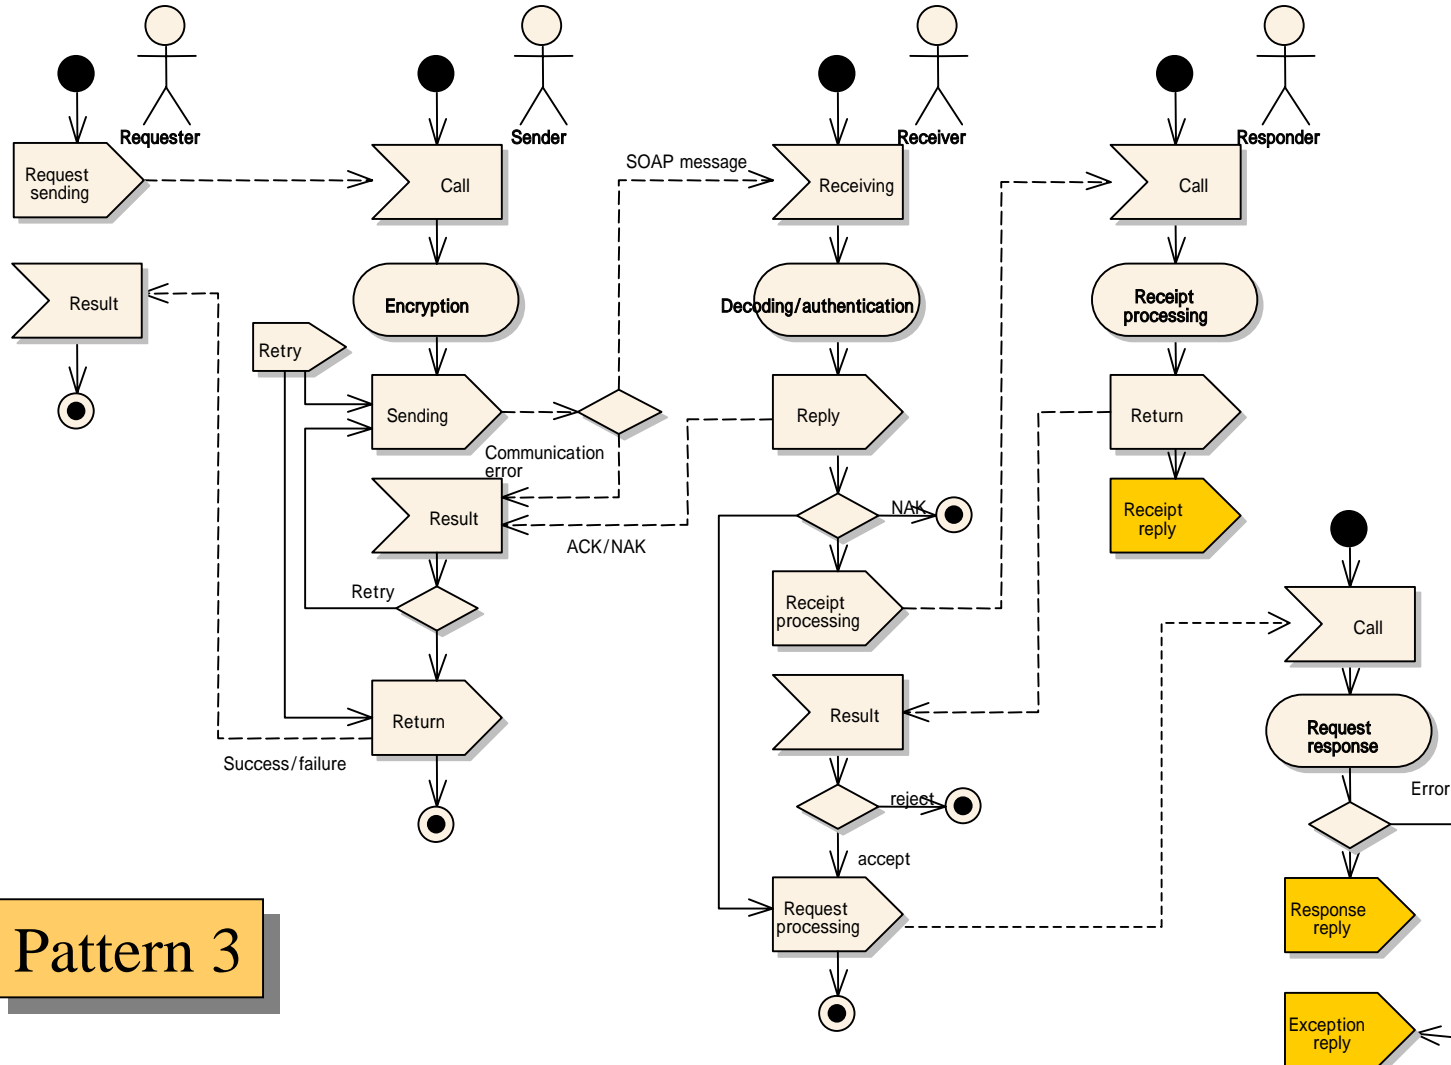 Requester
Sender
Receiver
Responder
Request
sending
Call
SOAP message
Receiving
Call
Result
Encryption
Decoding/authentication
Receipt
processing
Retry
Sending
Reply
Return
Communication
error
Result
ACK/NAK
NAK
Receipt
reply
Retry
Receipt
processing
Call
Return
Result
Request
response
Success/failure
reject
Error
accept
Request
processing
Response
reply
Pattern 3
Exception
reply